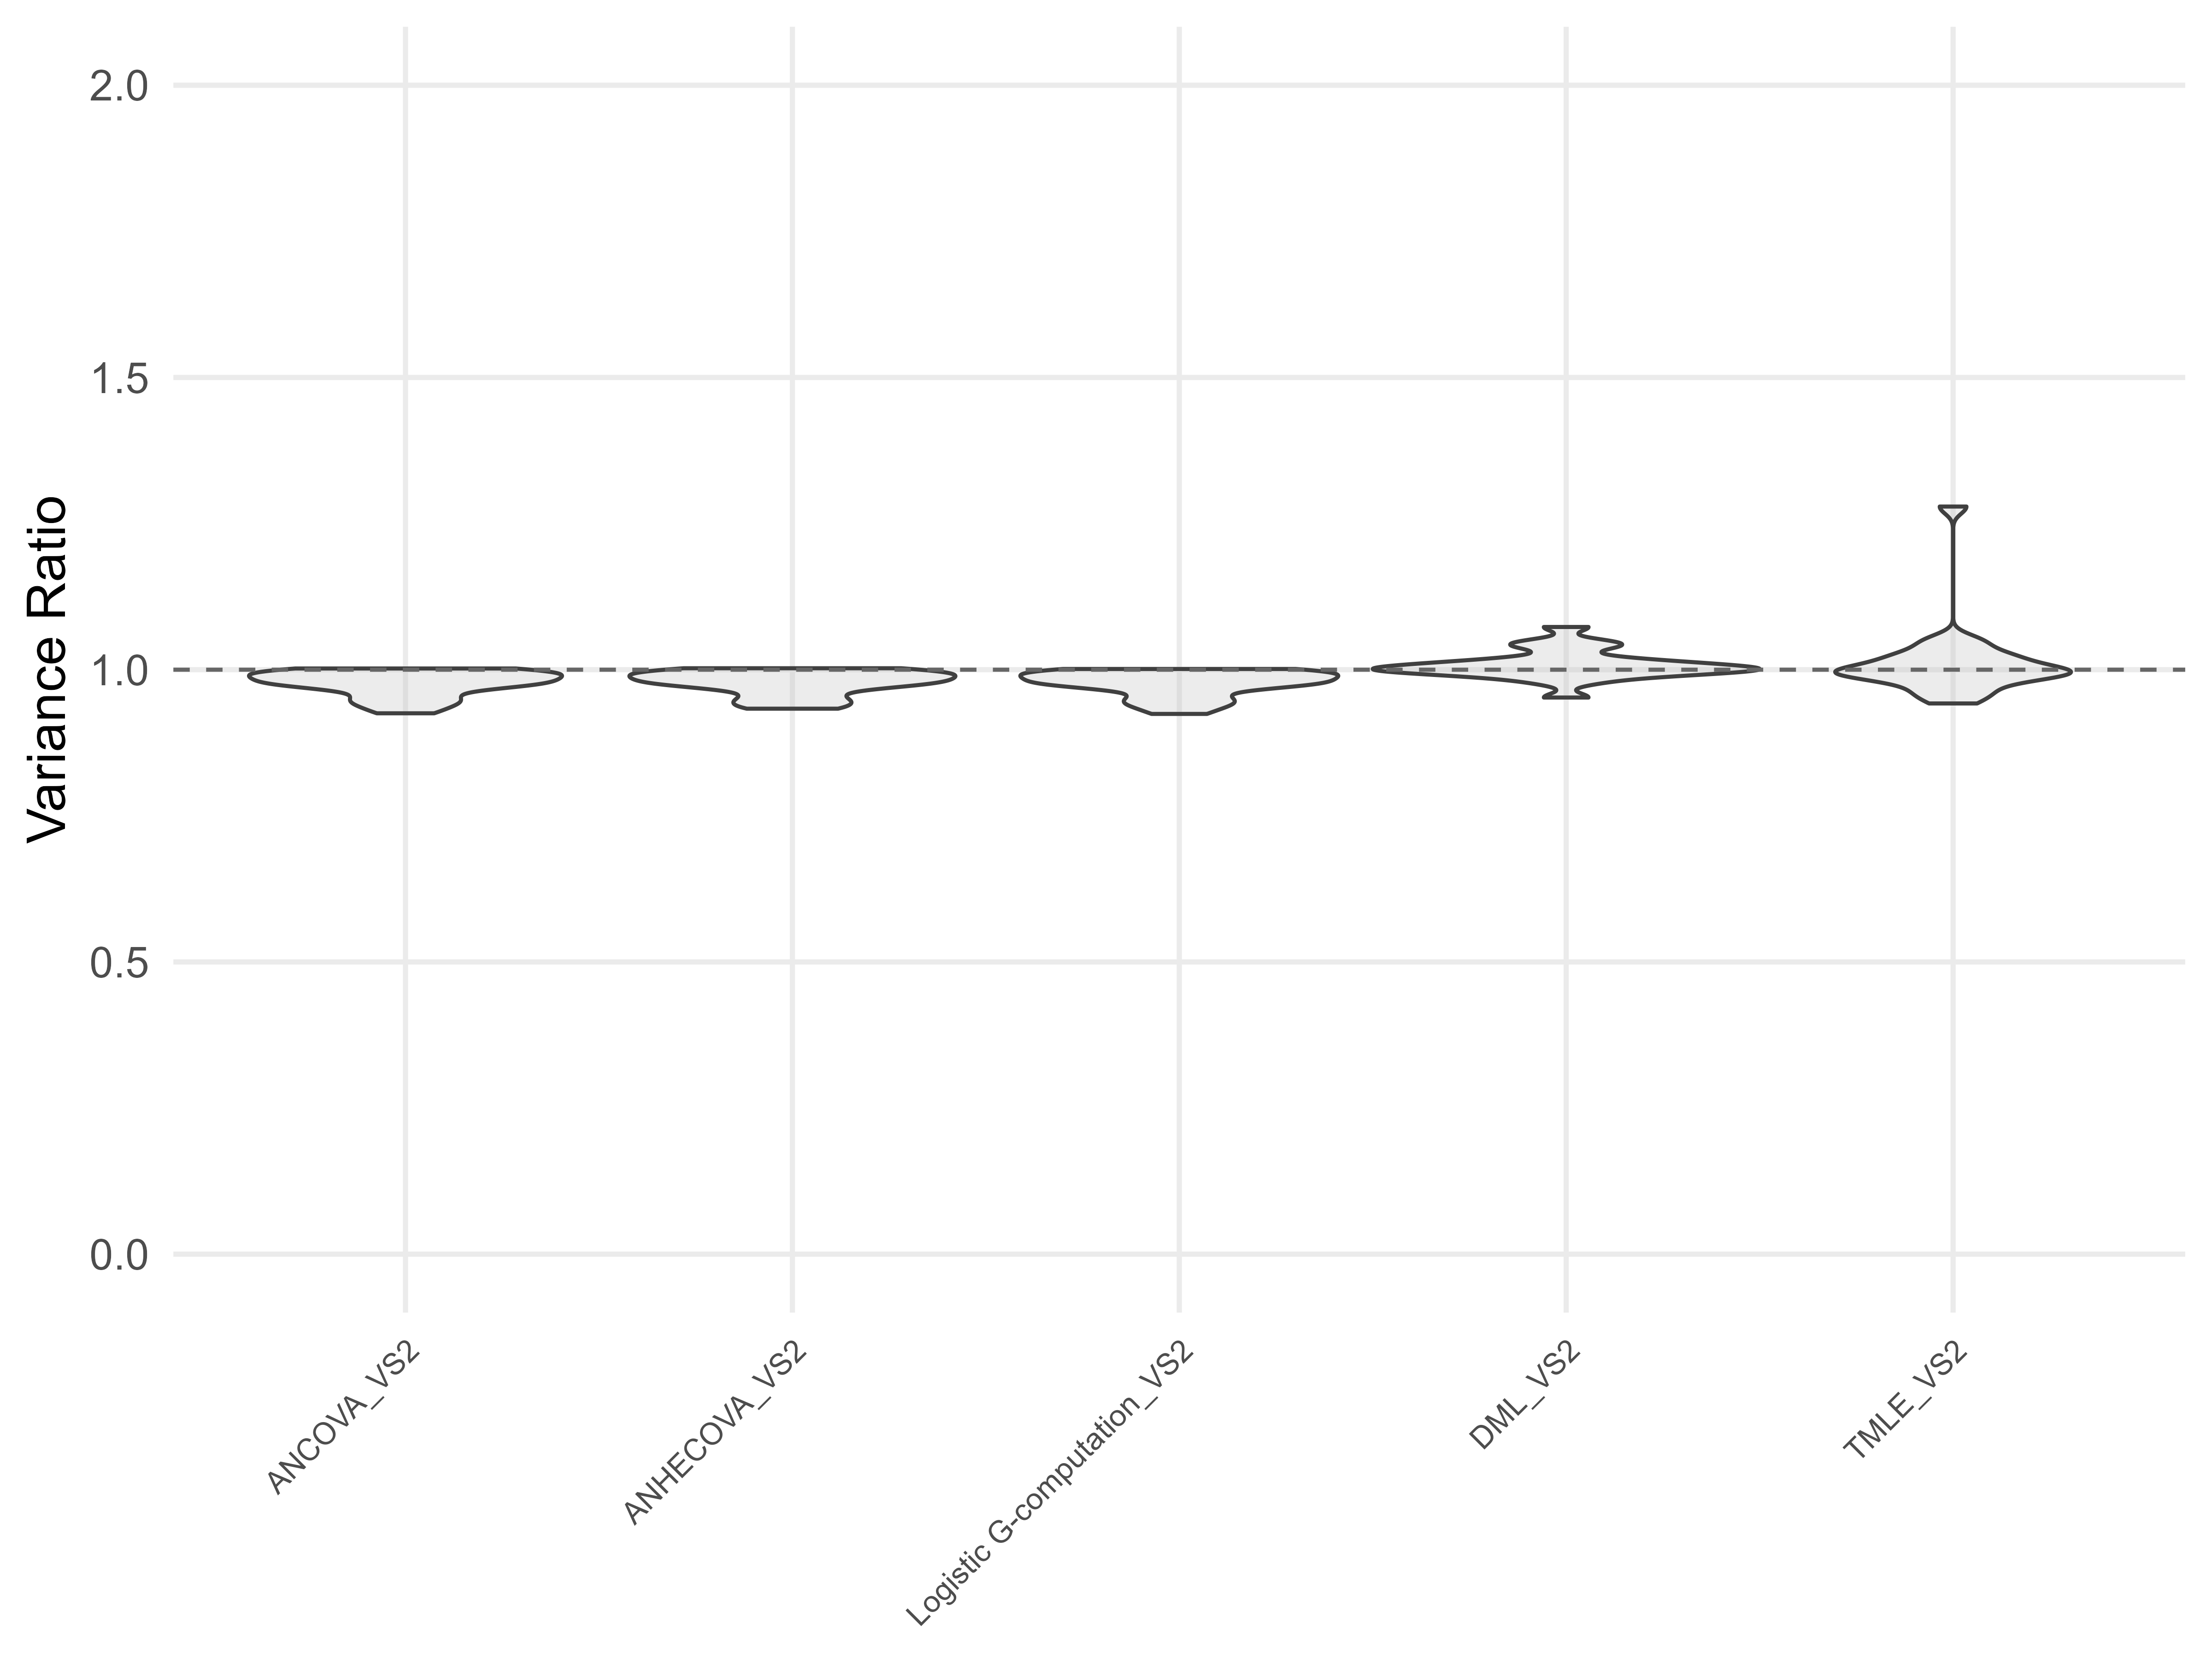 2.0
1.5
1.0
0.5
0.0
Variance Ratio
ANCOVA_VS2
ANHECOVA_VS2
Logistic G-computation_VS2
DML_VS2
TMLE_VS2